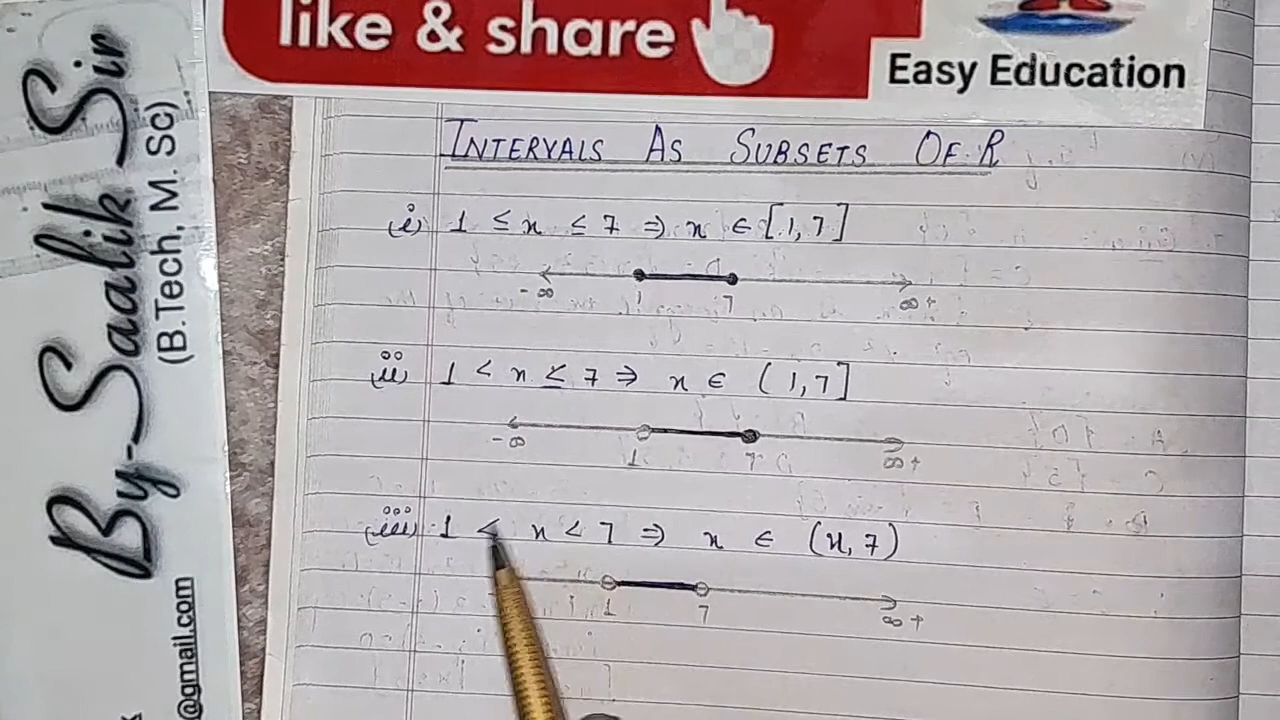 like & share
Easy Education
INTERVALS AS SUBSETS OF R
(i) 1 ≤ x ≤ 7 ⇒ x ∈ [1, 7]
-∞ 1 7 ∞+
(ii) 1 < x ≤ 7 ⇒ x ∈ (1, 7]
-∞ 1 7 ∞+
(iii) 1 < x < 7 ⇒ x ∈ (x, 7)
1 7 ∞+
By-Saalik Sir
(B.Tech, M. Sc)
@gmail.com